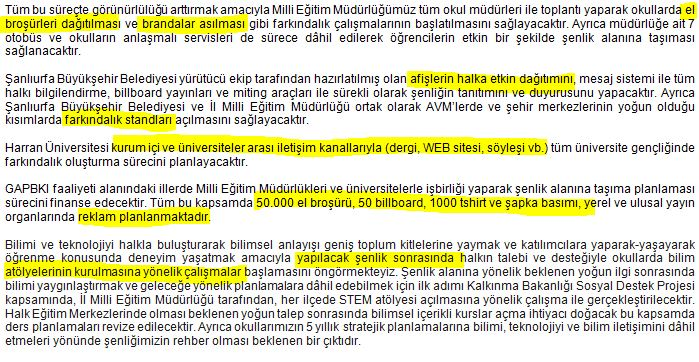 Tüm bu süreçte görünürlülüğü arttırmak amacıyla Milli Eğitim Müdürlüğümüz tüm okul müdürleri ile toplantı yaparak okullarda el
broşürleri dağıtılması ve brandalar asılması gibi farkındalık çalışmalarının başlatılmasını sağlayacaktır. Ayrıca müdürlüğe ait 7
otobüs ve okulların anlaşmalı servisleri de sürece dâhil edilerek öğrencilerin etkin bir şekilde şenlik alanına taşıması
sağlanacaktır.
Şanlıurfa Büyükşehir Belediyesi yürütücü ekip tarafından hazırlatılmış olan afişlerin halka etkin dağıtımını, mesaj sistemi ile tüm
halkı bilgilendirme, billboard yayınları ve miting araçları ile sürekli olarak şenliğin tanıtımını ve duyurusunu yapacaktır. Ayrıca
Şanlıurfa Büyükşehir Belediyesi ve İl Milli Eğitim Müdürlüğü ortak olarak AVM'lerde ve şehir merkezlerinin yoğun olduğu
kısımlarda farkındalık standları açılmasını sağlayacaktır.
Harran Üniversitesi kurum içi ve üniversiteler arası iletişim kanallarıyla (dergi, WEB sitesi, söyleşi vb.) tüm üniversite gençliğinde
farkındalık oluşturma sürecini planlayacaktır.
GAPBKI faaliyeti alanındaki illerde Milli Eğitim Müdürlükleri ve üniversitelerle işbirliği yaparak şenlik alanına taşıma planlaması
sürecini finanse edecektir. Tüm bu kapsamda 50.000 el broşürü, 50 billboard, 1000 tshirt ve şapka basımı, yerel ve ulusal yayın
organlarında reklam planlanmaktadır.
Bilimi ve teknolojiyi halkla buluşturarak bilimsel anlayışı geniş toplum kitlelerine yaymak ve katılımcılara yaparak-yaşayarak
öğrenme konusunda deneyim yaşatmak amacıyla yapılacak şenlik sonrasında halkın talebi ve desteğiyle okullarda bilim
atölyelerinin kurulmasına yönelik çalışmalar başlamasını öngörmekteyiz. Şenlik alanına yönelik beklenen yoğun ilgi sonrasında
bilimi yaygınlaştırmak ve geleceğe yönelik planlamalara dâhil edebilmek için ilk adımı Kalkınma Bakanlığı Sosyal Destek Projesi
kapsamında, İl Milli Eğitim Müdürlüğü tarafından, her ilçede STEM atölyesi açılmasına yönelik çalışma ile gerçekleştirilecektir.
Halk Eğitim Merkezlerinde olması beklenen yoğun talep sonrasında bilimsel içerikli kurslar açma ihtiyacı doğacak bu kapsamda
ders planlamaları revize edilecektir. Ayrıca okullarımızın 5 yıllık stratejik planlamalarına bilimi, teknolojiyi ve bilim iletişimini dâhil
etmeleri yönünde şenliğimizin rehber olması beklenen bir çıktıdır.